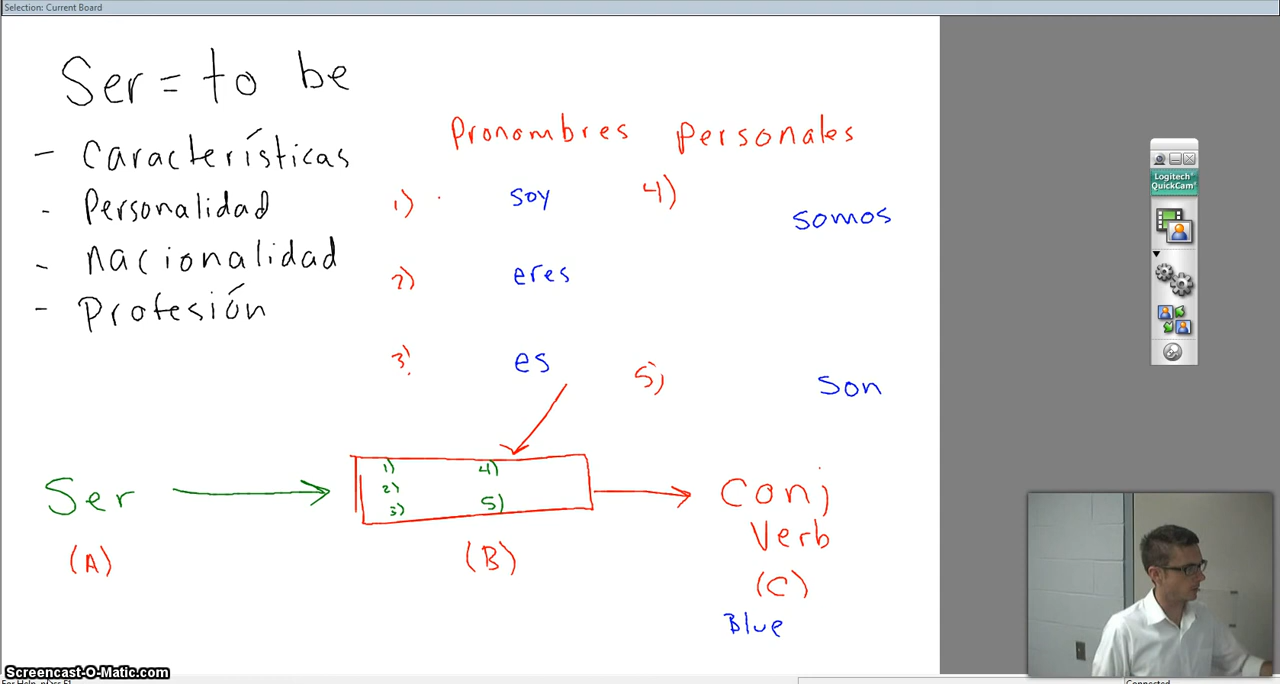 Selection: Current Board
Ser = to be
- Características
- Personalidad
- nacionalidad
- Profesión
Pronombres Personales
1) soy
2) eres
3) es
4) somos
5) son
Ser
(A)
1) 4)
2)
3) 5)
(B)
Conj
Verb
(C)
Blue
Logitech
QuickCam
Screencast-O-Matic.com
Connected